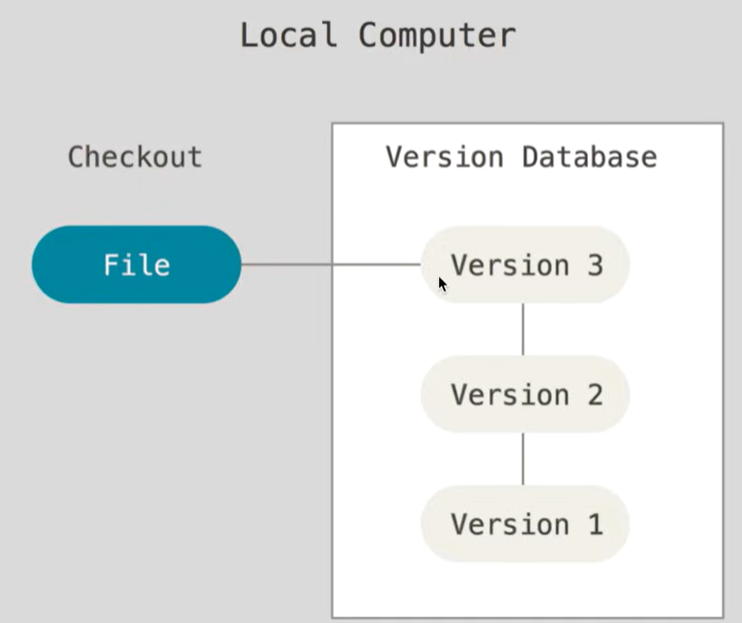 Local Computer
Checkout
Version Database
File
Version 3
Version 2
Version 1